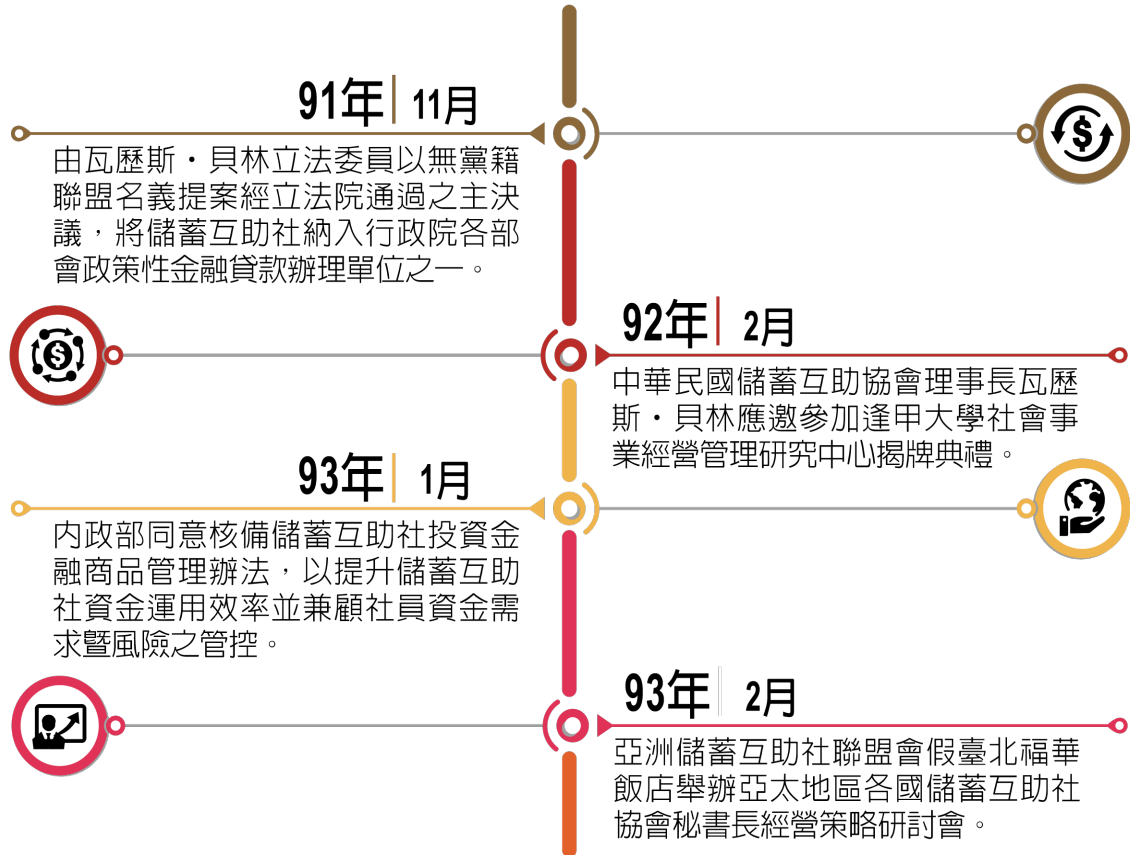 91年 11月
由瓦歷斯・貝林立法委員以無黨籍
聯盟名義提案經立法院通過之主決
議，將儲蓄互助社納入行政院各部
會政策性金融貸款辦理單位之一。
92年 2月
中華民國儲蓄互助協會理事長瓦歷
斯・貝林應邀參加逢甲大學社會事
業經營管理研究中心揭牌典禮。
93年 1月
內政部同意核備儲蓄互助社投資金
融商品管理辦法，以提升儲蓄互助
社資金運用效率並兼顧社員資金需
求暨風險之管控。
93年 2月
亞洲儲蓄互助社聯盟會假臺北福華
飯店舉辦亞太地區各國儲蓄互助社
協會秘書長經營策略研討會。